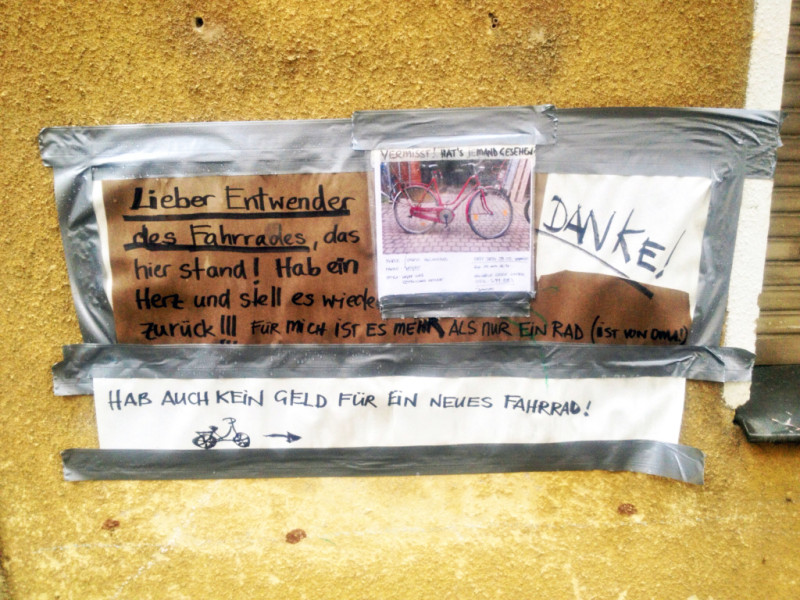 Lieber Entwender
des Fahrrades, das
hier stand! Hab ein
Herz und stell es wieder
zurück!!! FÜR MICH IST ES MEHR ALS NUR EIN RAD (IST VON OMA!)
VERMISST! HAT'S JEMAND GESEHEN
DANKE!
HAB AUCH KEIN GELD FÜR EIN NEUES FAHRRAD!